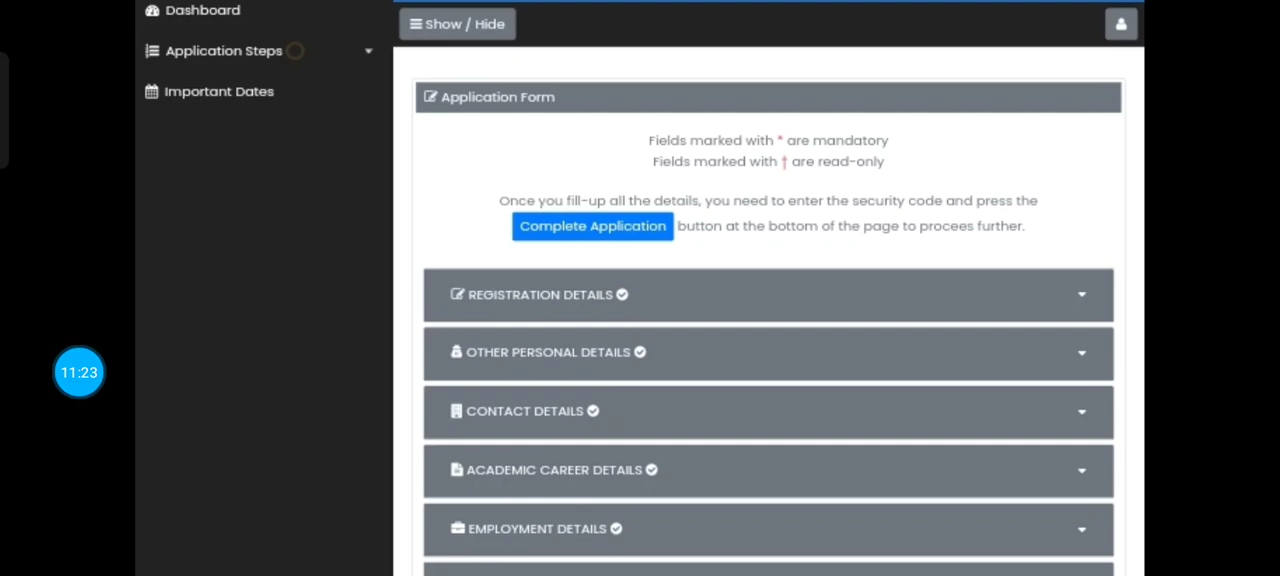 Dashboard
Show / Hide
Application Steps
Important Dates
Application Form
Fields marked with * are mandatory
Fields marked with † are read-only
Once you fill-up all the details, you need to enter the security code and press the
Complete Application button at the bottom of the page to procees further.
REGISTRATION DETAILS
OTHER PERSONAL DETAILS
11:23
CONTACT DETAILS
ACADEMIC CAREER DETAILS
EMPLOYMENT DETAILS